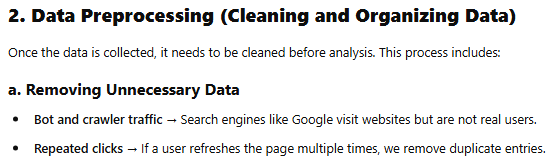 2. Data Preprocessing (Cleaning and Organizing Data)
Once the data is collected, it needs to be cleaned before analysis. This process includes:
a. Removing Unnecessary Data
• Bot and crawler traffic → Search engines like Google visit websites but are not real users.
• Repeated clicks → If a user refreshes the page multiple times, we remove duplicate entries.